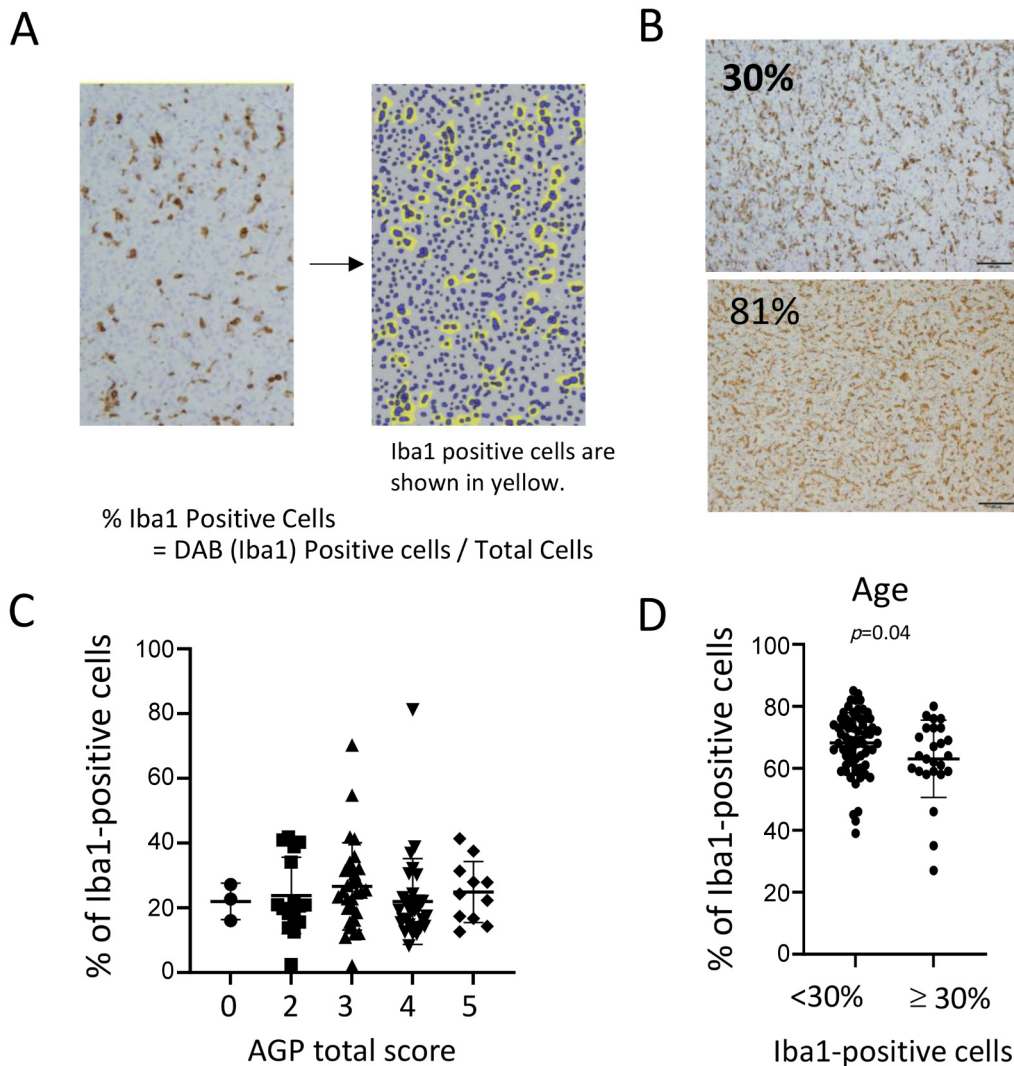 A
B
30%
81%
Iba1 positive cells are
shown in yellow.
% Iba1 Positive Cells
= DAB (Iba1) Positive cells / Total Cells
C
% of Iba1-positive cells
100
80
60
40
20
0
0 2 3 4 5
AGP total score
D
Age
p=0.04
% of Iba1-positive cells
100
80
60
40
20
0
<30% ≥ 30%
Iba1-positive cells